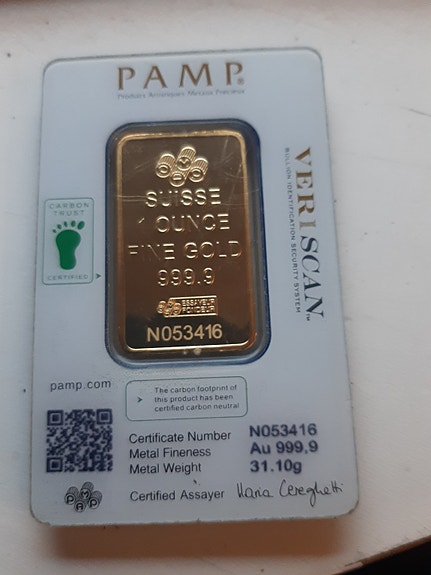 PAMP®
Produits Artistiques Métaux Précieux
SUISSE
1 OUNCE
FINE GOLD
999.9
ESSAYEUR
FONDEUR
N053416
CARBON
TRUST
CERTIFIED
VERISCAN™
BULLION IDENTIFICATION SECURITY SYSTEM
pamp.com
The carbon footprint of
this product has been
certified carbon neutral
Certificate Number N053416
Metal Fineness Au 999,9
Metal Weight 31.10g
Certified Assayer Maria Cereghetti